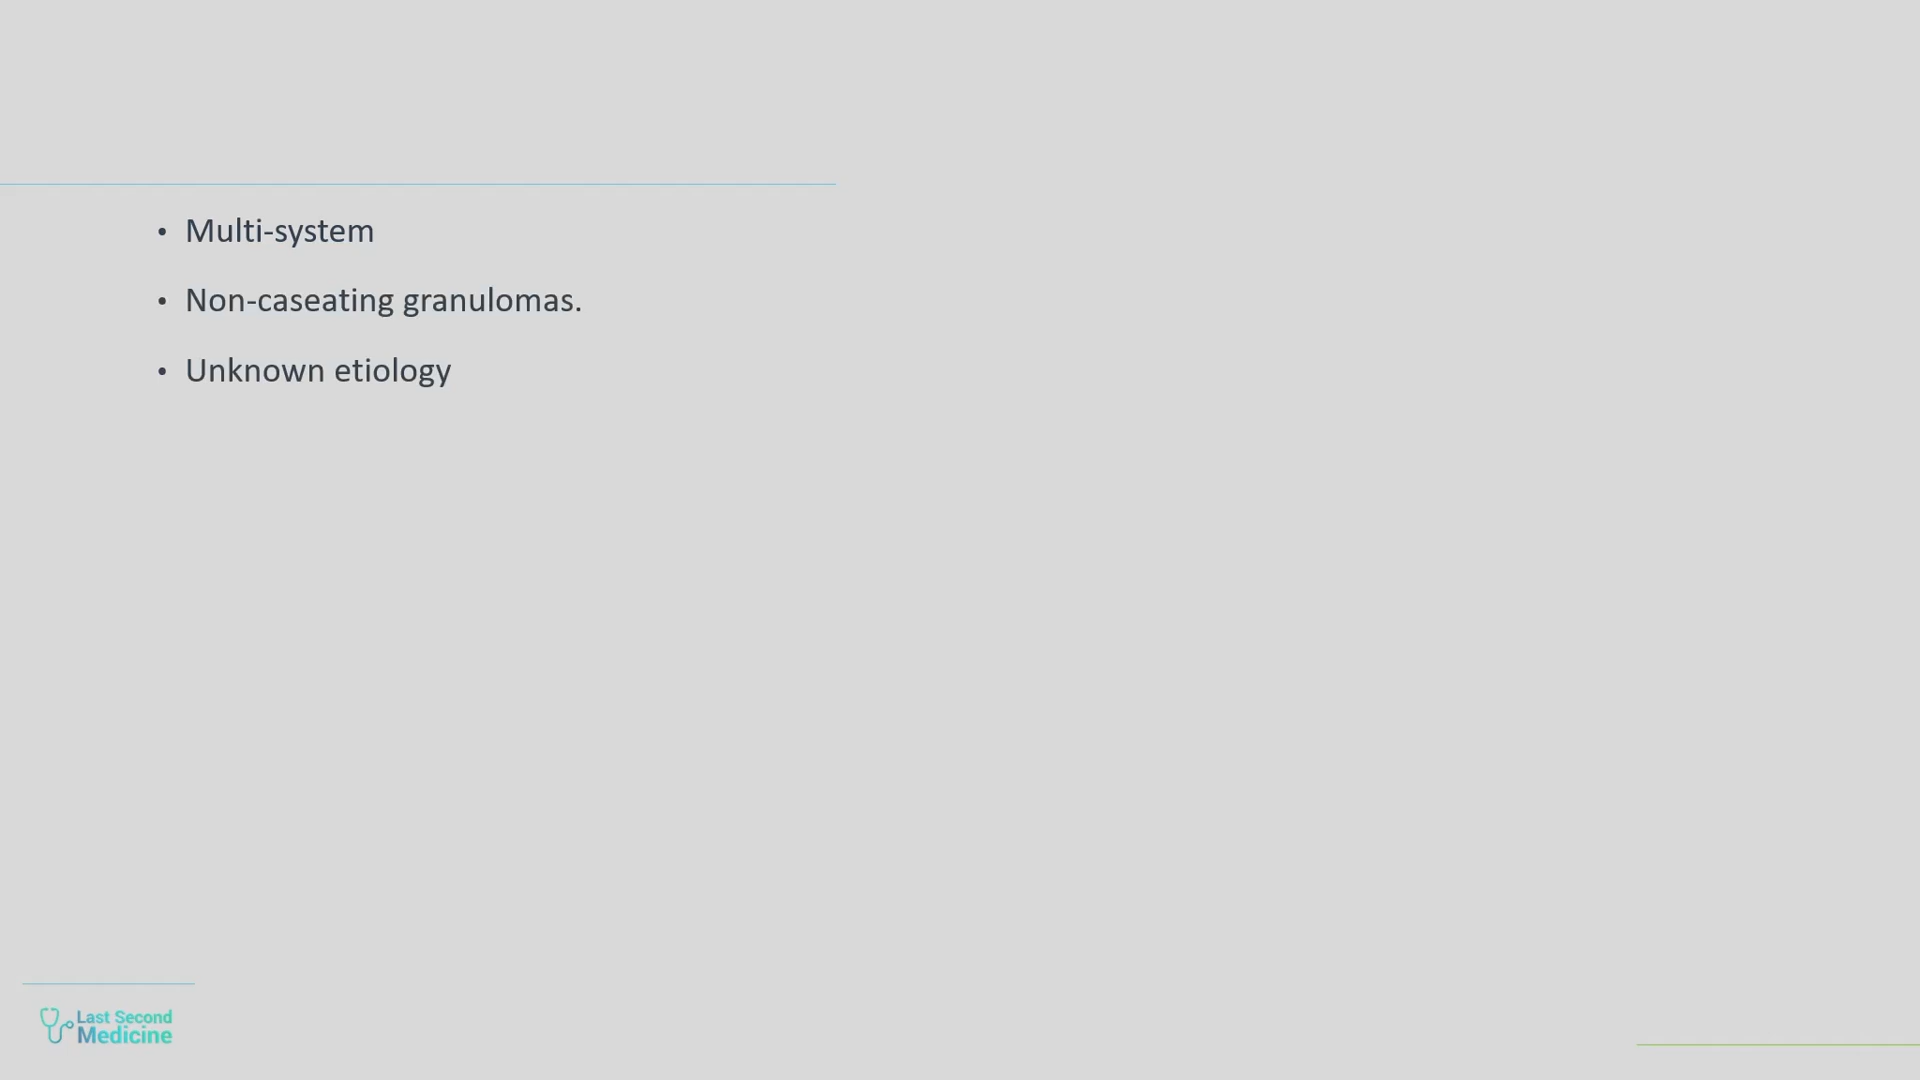 • Multi-system
• Non-caseating granulomas.
• Unknown etiology
Last Second
Medicine